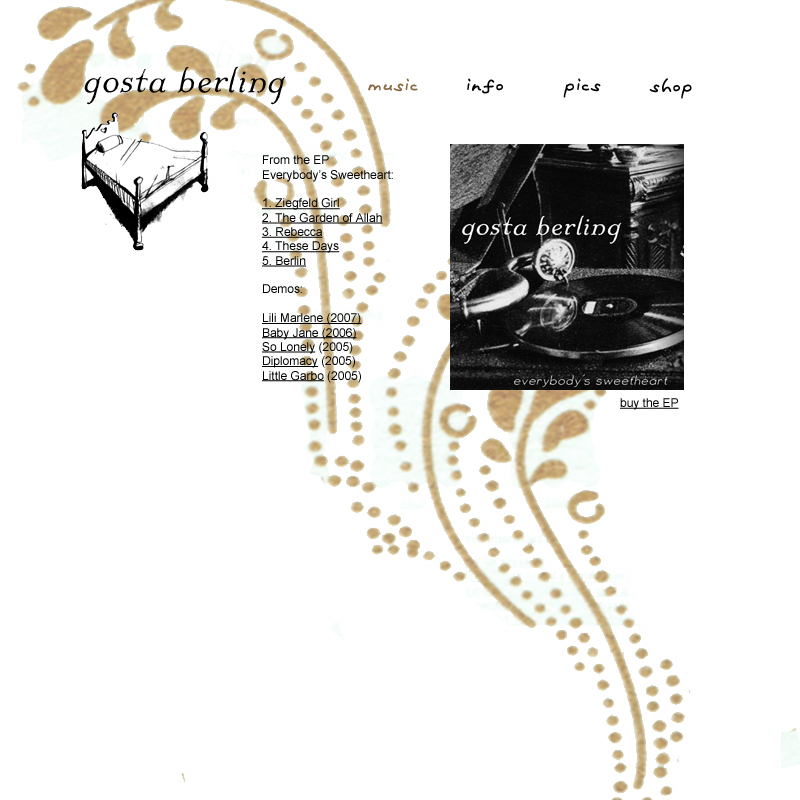 gosta berling
music info pics shop
From the EP
Everybody's Sweetheart:
1. Ziegfeld Girl
2. The Garden of Allah
3. Rebecca
4. These Days
5. Berlin
Demos:
Lili Marlene (2007)
Baby Jane (2006)
So Lonely (2005)
Diplomacy (2005)
Little Garbo (2005)
gosta berling
everybody's sweetheart
buy the EP